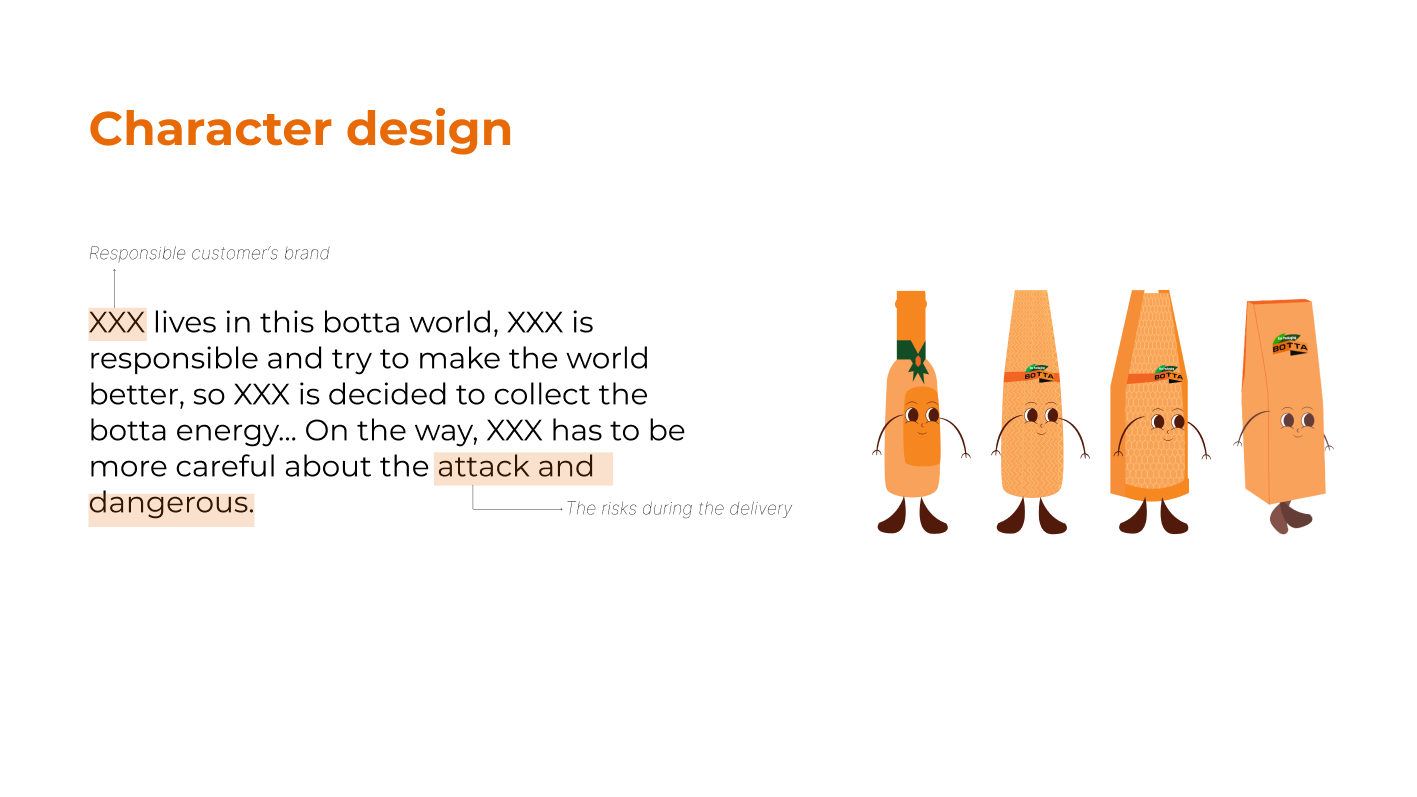 Character design
Responsible customer's brand
XXX lives in this botta world, XXX is
responsible and try to make the world
better, so XXX is decided to collect the
botta energy... On the way, XXX has to be
more careful about the attack and
dangerous.
The risks during the delivery
BOTTA
BOTTA
BOTTA